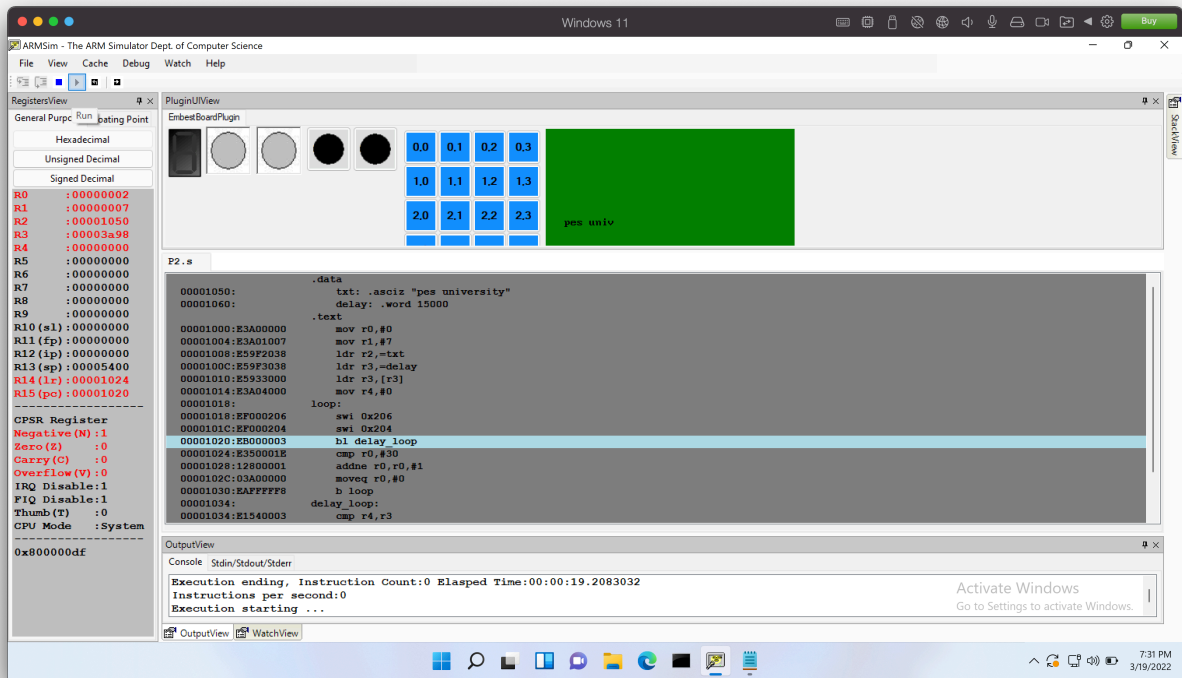 Windows 11
Buy
ARMSim - The ARM Simulator Dept. of Computer Science
File View Cache Debug Watch Help
RegistersView
General Purpo
Run
oating Point
Hexadecimal
Unsigned Decimal
Signed Decimal
R0 :00000002
R1 :00000007
R2 :00001050
R3 :00003a98
R4 :00000000
R5 :00000000
R6 :00000000
R7 :00000000
R8 :00000000
R9 :00000000
R10(sl):00000000
R11(fp):00000000
R12(ip):00000000
R13(sp):00005400
R14(lr):00001024
R15(pc):00001020
CPSR Register
Negative(N):1
Zero(Z) :0
Carry(C) :0
Overflow(V):0
IRQ Disable:1
FIQ Disable:1
Thumb(T) :0
CPU Mode :System
0x800000df
PluginUIView
EmbestBoardPlugin
0,0 0,1 0,2 0,3
1,0 1,1 1,2 1,3
2,0 2,1 2,2 2,3
pes univ
StackView
P2.s
.data
00001050: txt: .asciz "pes university"
00001060: delay: .word 15000
.text
00001000:E3A00000 mov r0,#0
00001004:E3A01007 mov r1,#7
00001008:E59F2038 ldr r2,=txt
0000100C:E59F3038 ldr r3,=delay
00001010:E5933000 ldr r3,[r3]
00001014:E3A04000 mov r4,#0
00001018: loop:
00001018:EF000206 swi 0x206
0000101C:EF000204 swi 0x204
00001020:EB000003 bl delay_loop
00001024:E350001E cmp r0,#30
00001028:12800001 addne r0,r0,#1
0000102C:03A00000 moveq r0,#0
00001030:EAFFFFF8 b loop
00001034: delay_loop:
00001034:E1540003 cmp r4,r3
OutputView
Console Stdin/Stdout/Stderr
Execution ending, Instruction Count:0 Elasped Time:00:00:19.2083032
Instructions per second:0
Execution starting ...
Activate Windows
Go to Settings to activate Windows.
OutputView WatchView
7:31 PM
3/19/2022